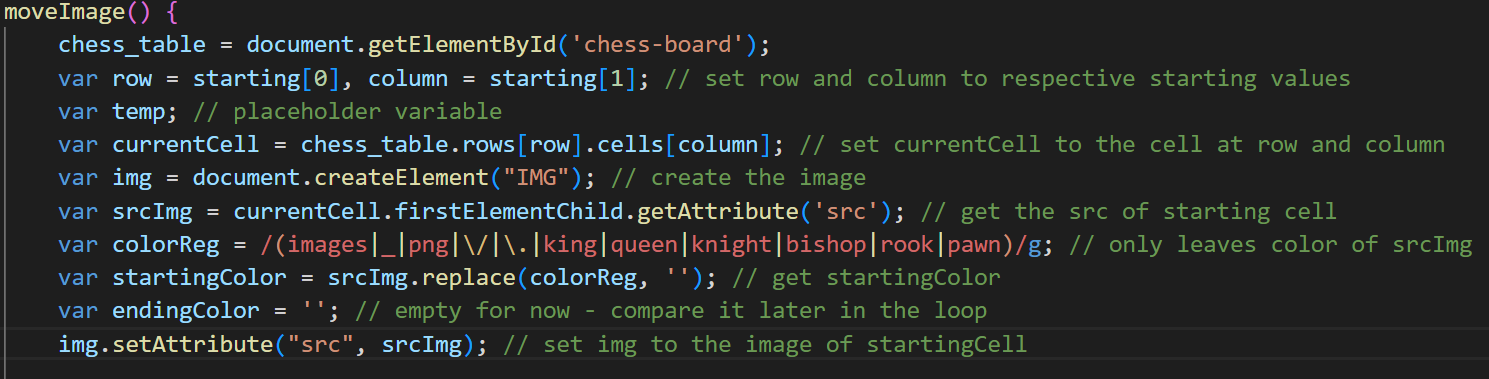 moveImage() {
chess_table = document.getElementById('chess-board');
var row = starting[0], column = starting[1]; // set row and column to respective starting values
var temp; // placeholder variable
var currentCell = chess_table.rows[row].cells[column]; // set currentCell to the cell at row and column
var img = document.createElement("IMG"); // create the image
var srcImg = currentCell.firstElementChild.getAttribute('src'); // get the src of starting cell
var colorReg = /(images|_|png|\/|\.|king|queen|knight|bishop|rook|pawn)/g; // only leaves color of srcImg
var startingColor = srcImg.replace(colorReg, ''); // get startingColor
var endingColor = ''; // empty for now - compare it later in the loop
img.setAttribute("src", srcImg); // set img to the image of startingCell